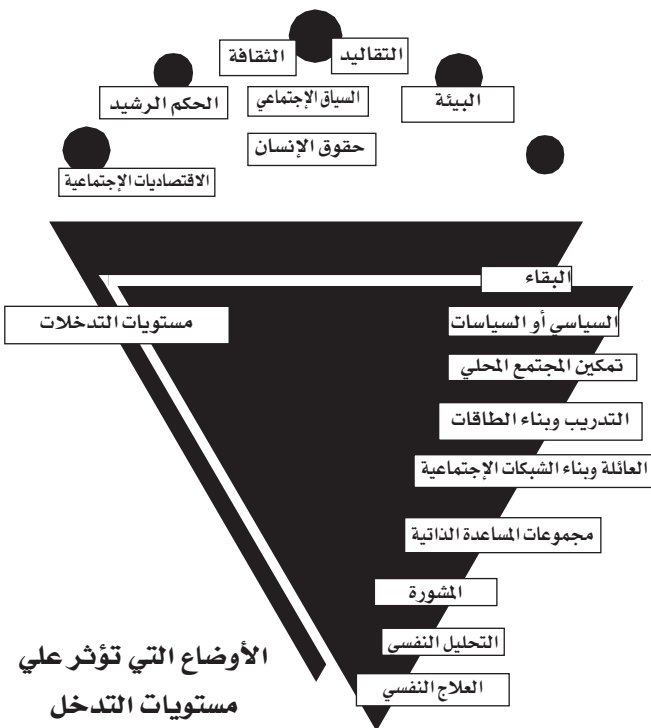 التقاليد
الثقافة
البيئة
السياق الإجتماعي
الحكم الرشيد
حقوق الإنسان
الاقتصاديات الإجتماعية
البقاء
مستويات التدخلات
السياسي أو السياسات
تمكين المجتمع المحلي
التدريب وبناء الطاقات
العائلة وبناء الشبكات الإجتماعية
مجموعات المساعدة الذاتية
المشورة
التحليل النفسي
العلاج النفسي
الأوضاع التي تؤثر علي
مستويات التدخل